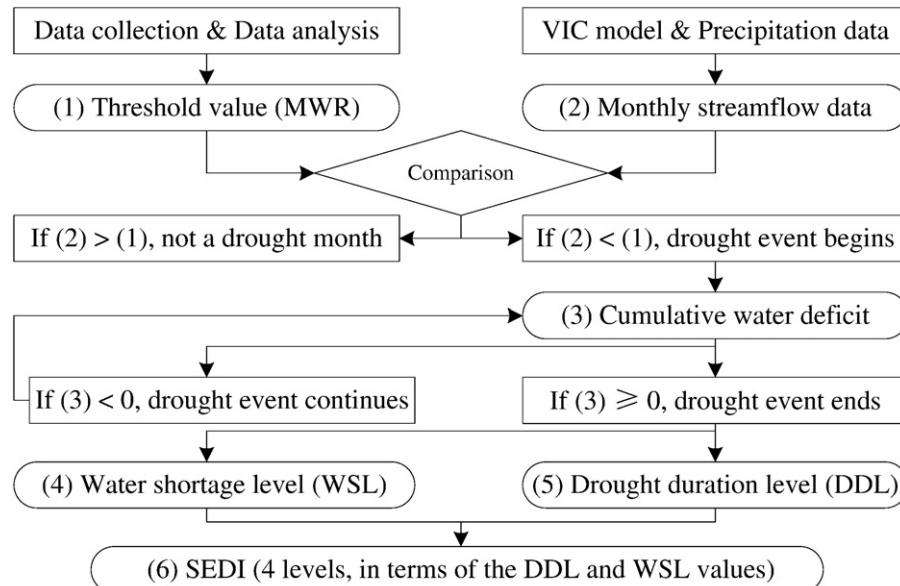 Data collection & Data analysis
VIC model & Precipitation data
(1) Threshold value (MWR)
(2) Monthly streamflow data
Comparison
If (2) > (1), not a drought month
If (2) < (1), drought event begins
(3) Cumulative water deficit
If (3) < 0, drought event continues
If (3) ⩾ 0, drought event ends
(4) Water shortage level (WSL)
(5) Drought duration level (DDL)
(6) SEDI (4 levels, in terms of the DDL and WSL values)